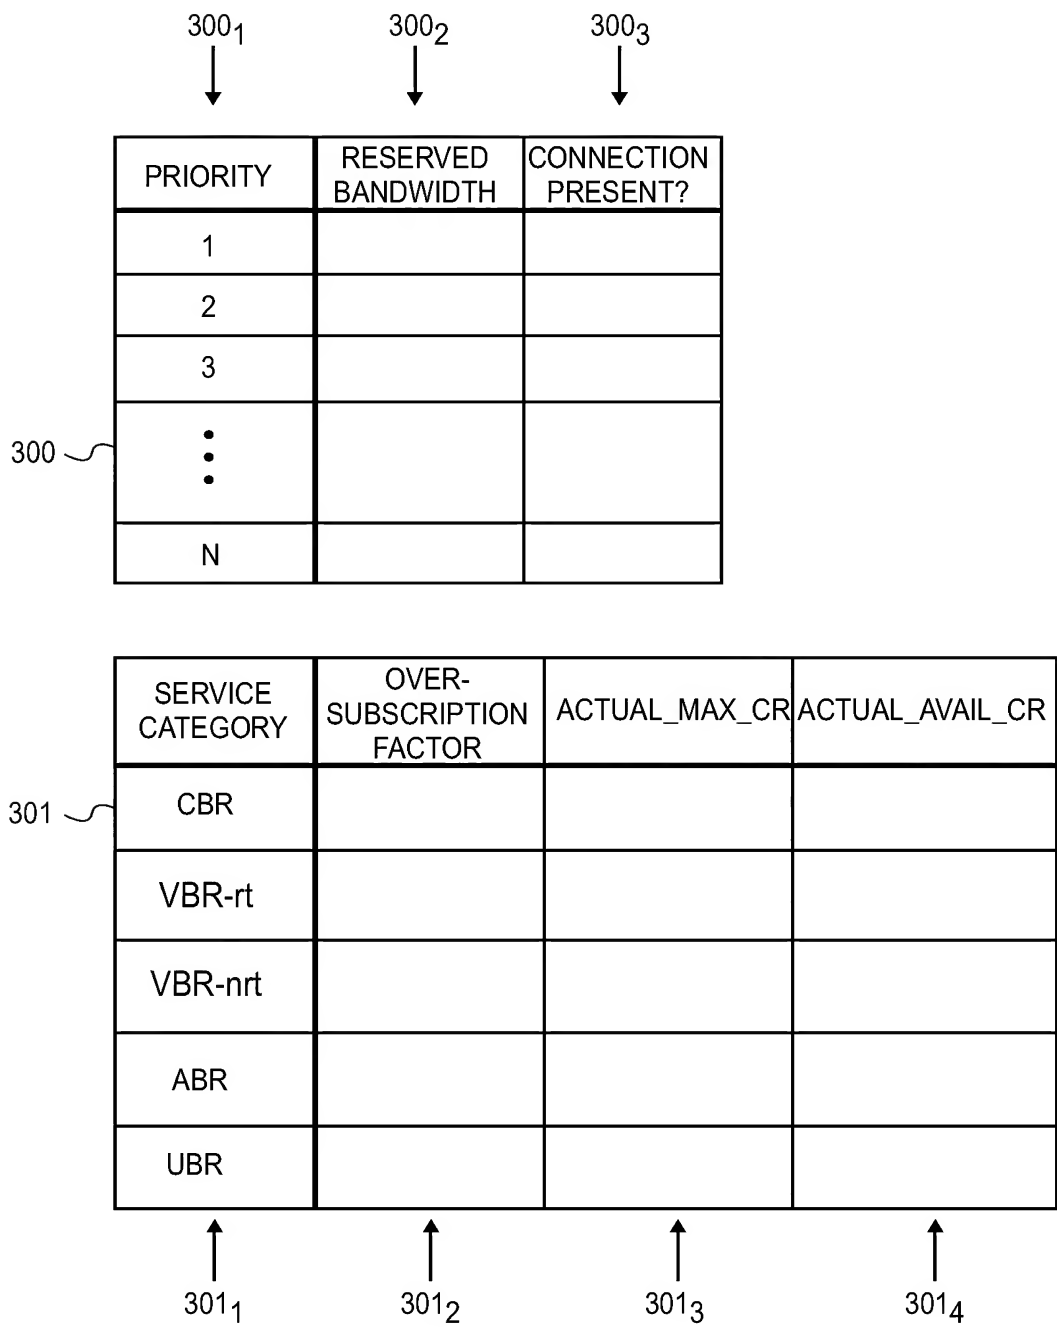 300₁ 300₂ 300₃
PRIORITY
RESERVED
BANDWIDTH
CONNECTION
PRESENT?
1
2
3
300
N
SERVICE
CATEGORY
OVER-
SUBSCRIPTION
FACTOR
ACTUAL_MAX_CR
ACTUAL_AVAIL_CR
301
CBR
VBR-rt
VBR-nrt
ABR
UBR
301₁ 301₂ 301₃ 301₄